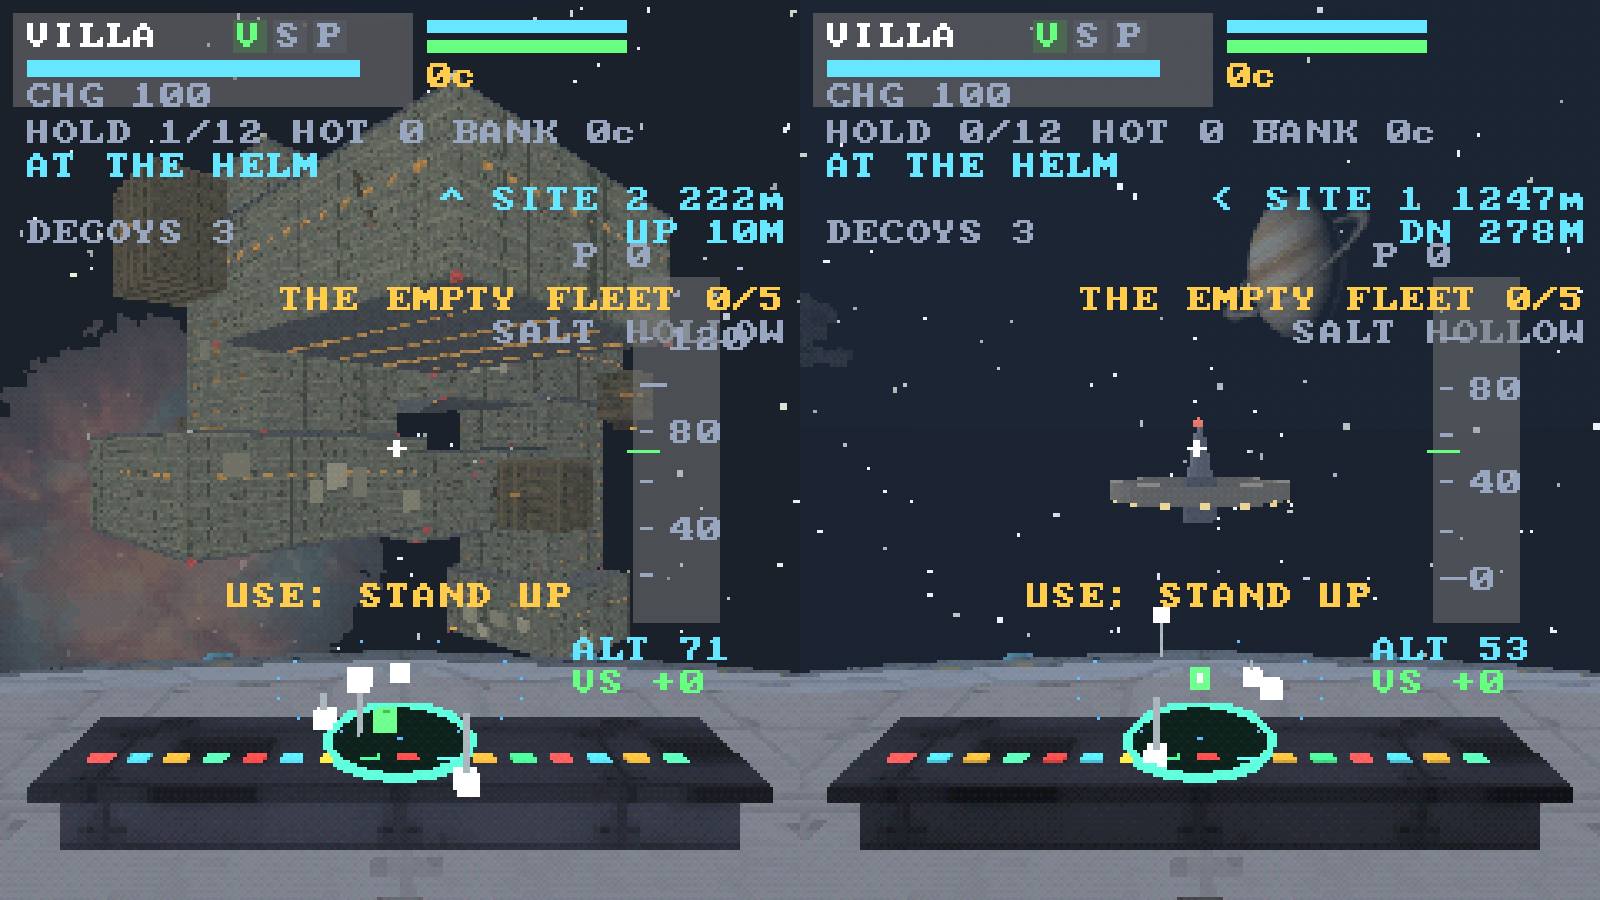 VILLA V S P
0c
CHG 100
HOLD 1/12 HOT 0 BANK 0c
AT THE HELM
^ SITE 2 222m
DECOYS 3 UP 10M
P 0
THE EMPTY FLEET 0/5
SALT HOLLOW
120
80
40
USE: STAND UP
ALT 71
VS +0
VILLA V S P
0c
CHG 100
HOLD 0/12 HOT 0 BANK 0c
AT THE HELM
< SITE 1 1247m
DECOYS 3 DN 278M
P 0
THE EMPTY FLEET 0/5
SALT HOLLOW
80
40
0
USE: STAND UP
ALT 53
VS +0